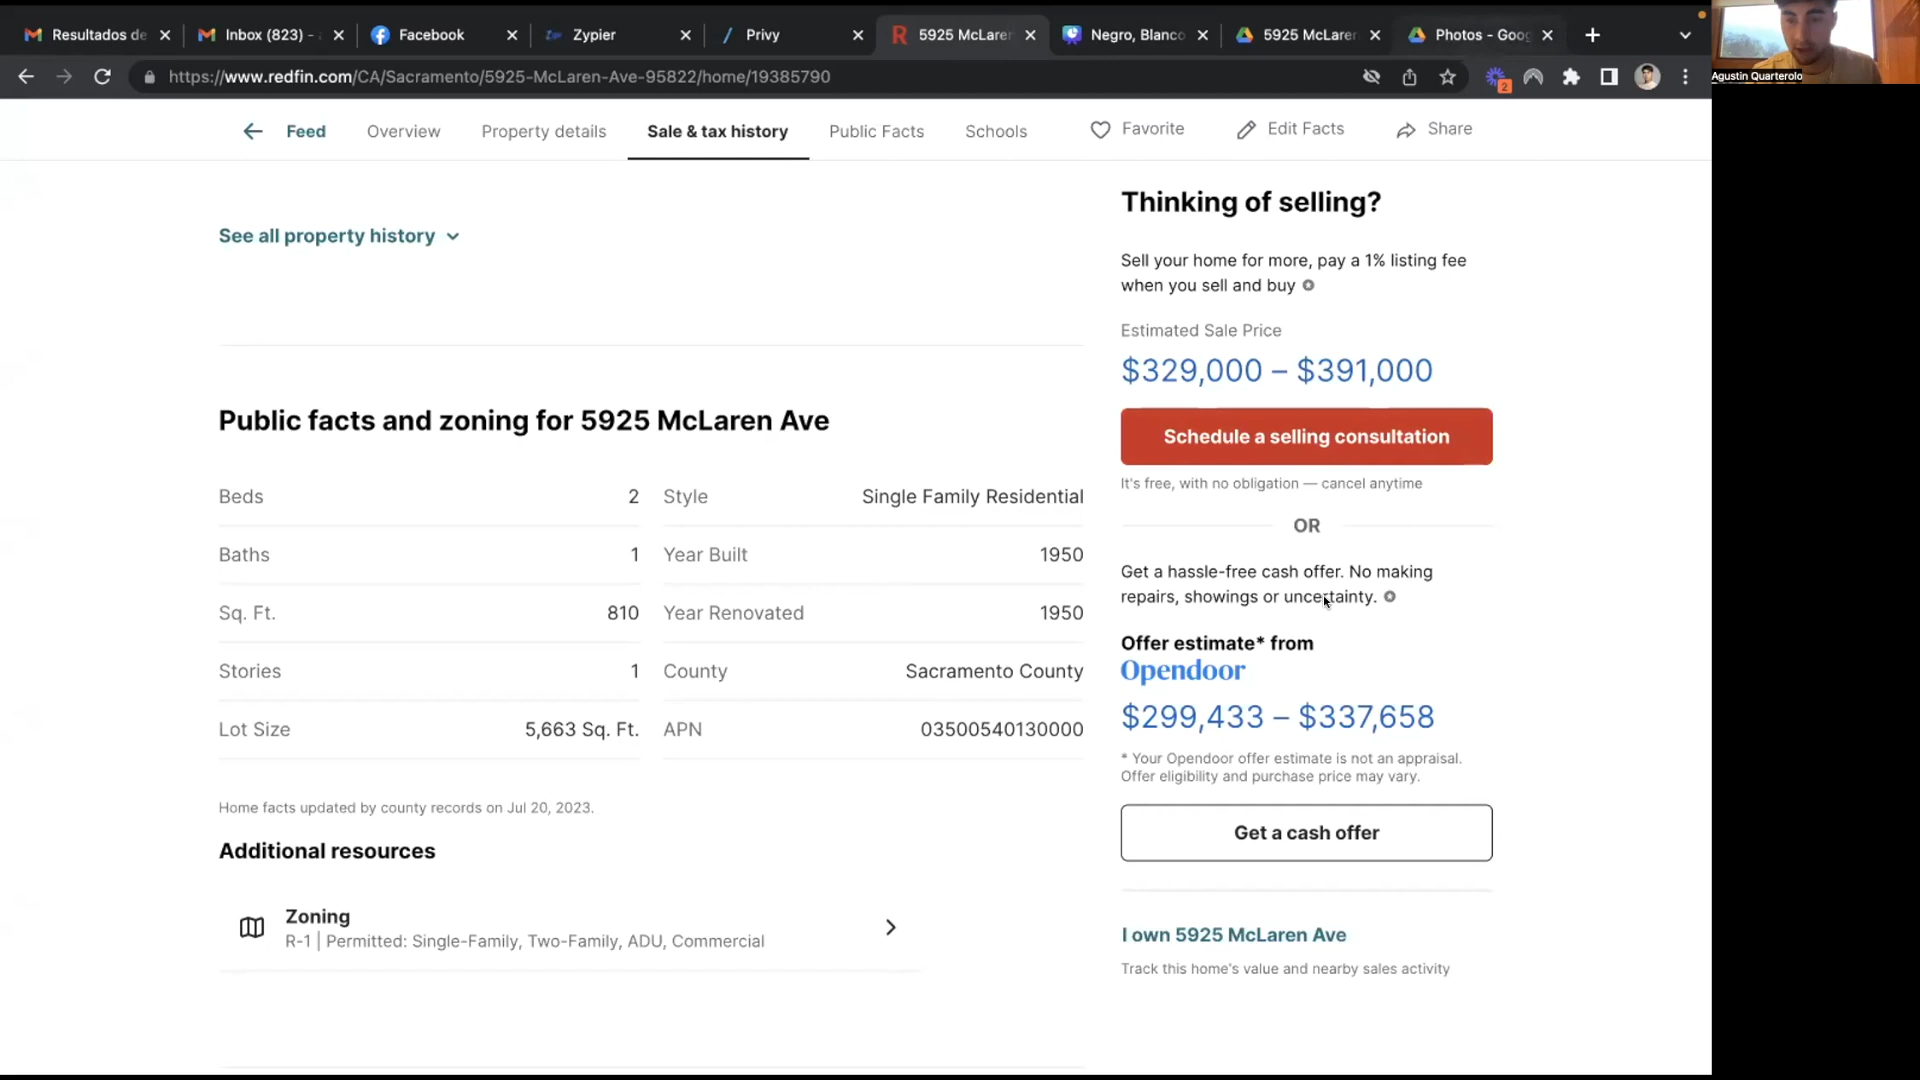 Resultados de
Inbox (823) -
Facebook
Zypier
Privy
5925 McLaren
Negro, Blanco
5925 McLaren
Photos - Goog
https://www.redfin.com/CA/Sacramento/5925-McLaren-Ave-95822/home/19385790
2
Agustin Quarterolo
Feed
Overview
Property details
Sale & tax history
Public Facts
Schools
Favorite
Edit Facts
Share
See all property history
Public facts and zoning for 5925 McLaren Ave
Beds 2
Style Single Family Residential
Baths 1
Year Built 1950
Sq. Ft. 810
Year Renovated 1950
Stories 1
County Sacramento County
Lot Size 5,663 Sq. Ft.
APN 03500540130000
Home facts updated by county records on Jul 20, 2023.
Additional resources
Zoning
R-1 | Permitted: Single-Family, Two-Family, ADU, Commercial
Thinking of selling?
Sell your home for more, pay a 1% listing fee
when you sell and buy
Estimated Sale Price
$329,000 – $391,000
Schedule a selling consultation
It's free, with no obligation — cancel anytime
OR
Get a hassle-free cash offer. No making
repairs, showings or uncertainty.
Offer estimate* from
Opendoor
$299,433 – $337,658
* Your Opendoor offer estimate is not an appraisal.
Offer eligibility and purchase price may vary.
Get a cash offer
I own 5925 McLaren Ave
Track this home's value and nearby sales activity